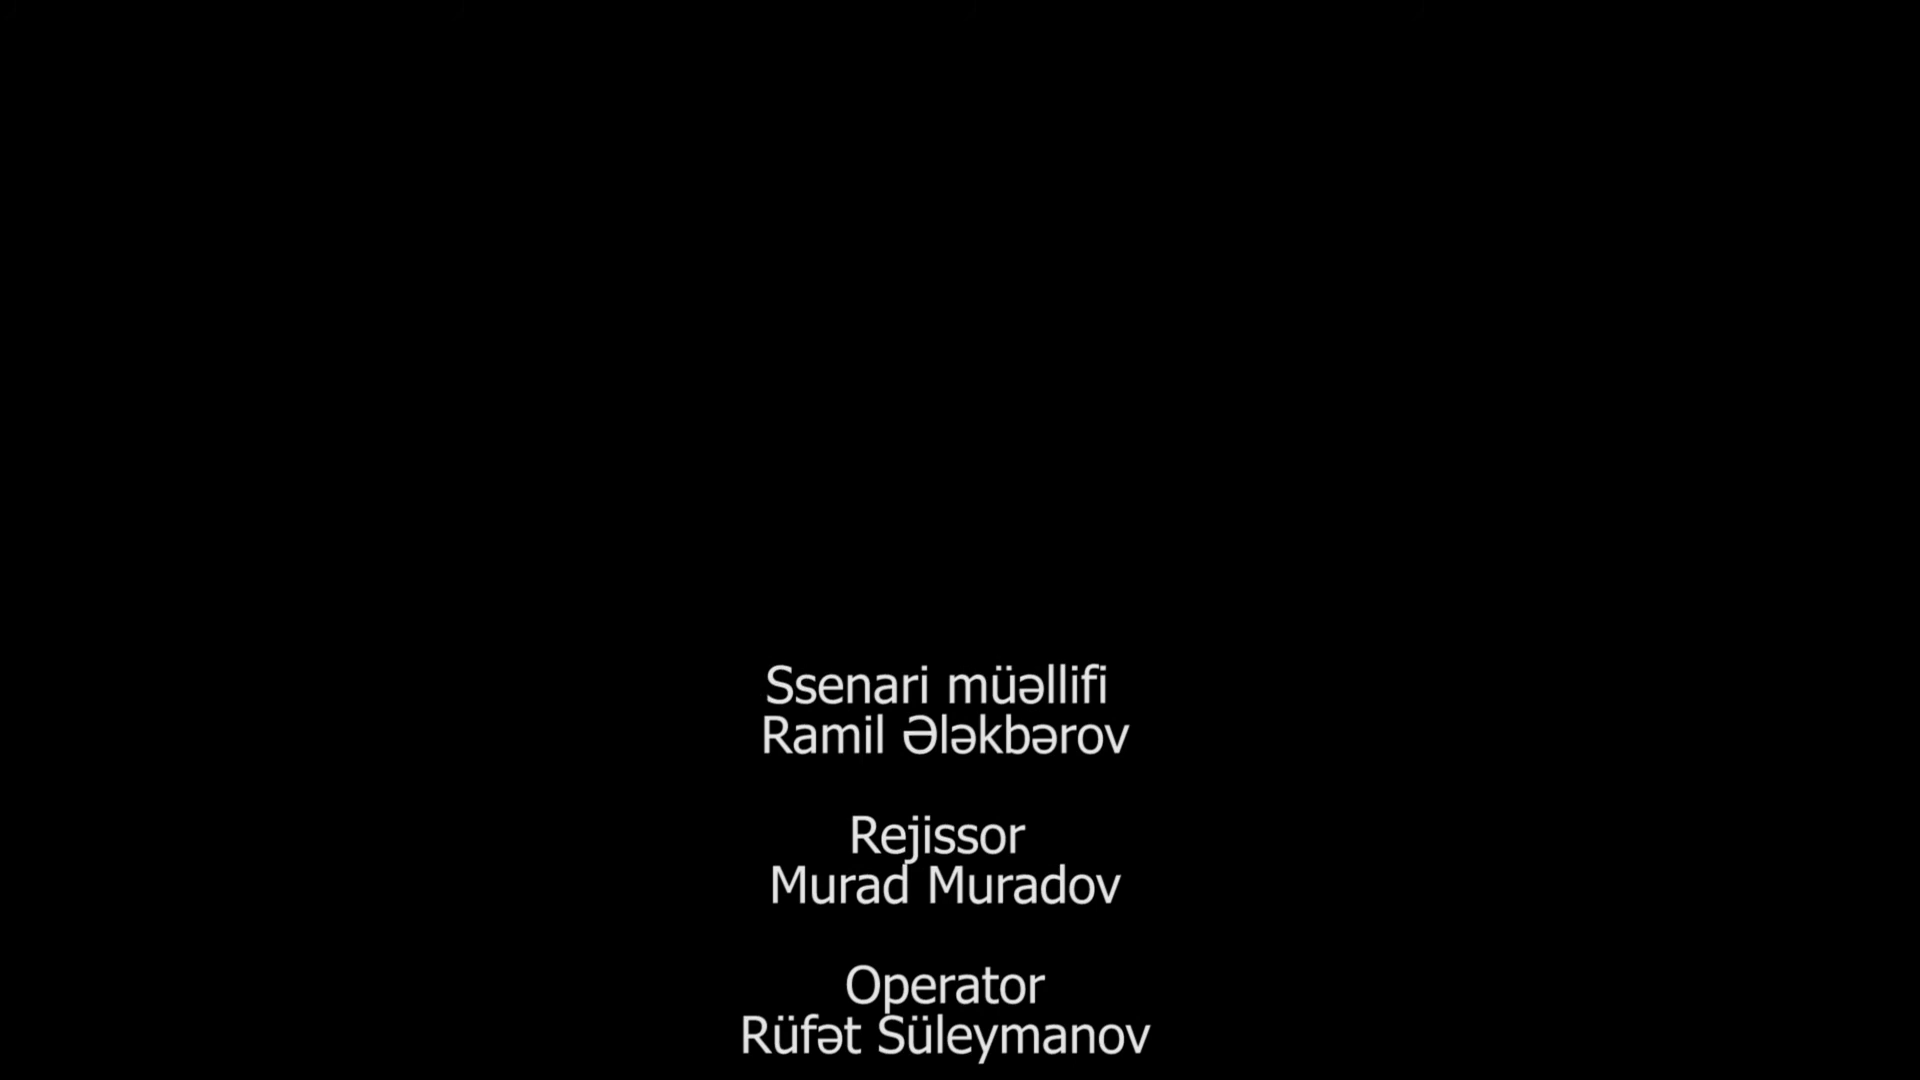 Ssenari müəllifi
Ramil Ələkbərov
Rejissor
Murad Muradov
Operator
Rüfət Süleymanov